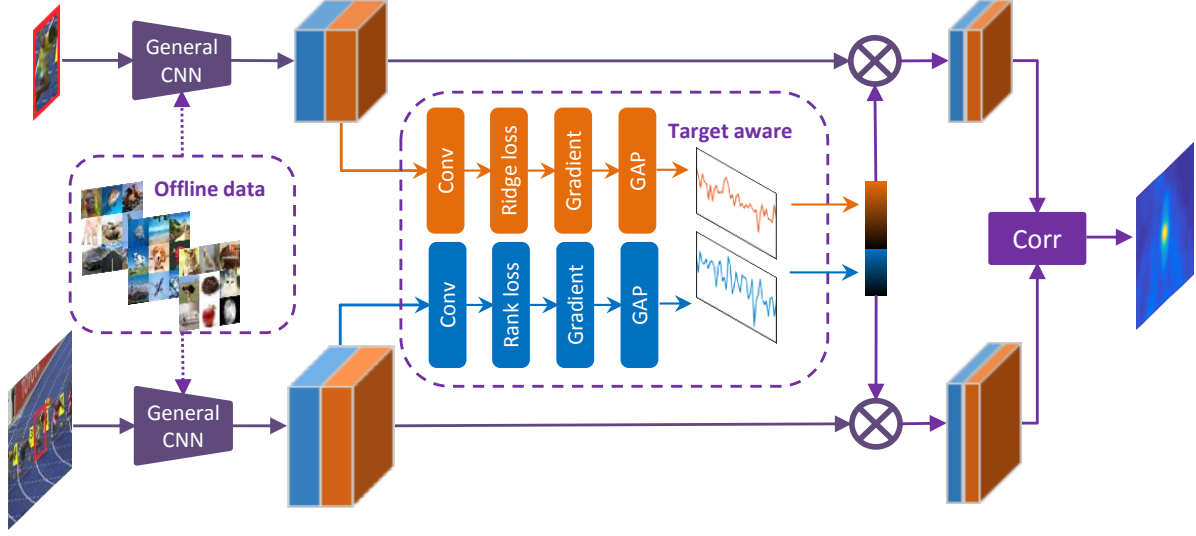 General
CNN
Target aware
Conv
Ridge loss
Gradient
GAP
Offline data
Conv
Rank loss
Gradient
GAP
Corr
TOYOTA
General
CNN